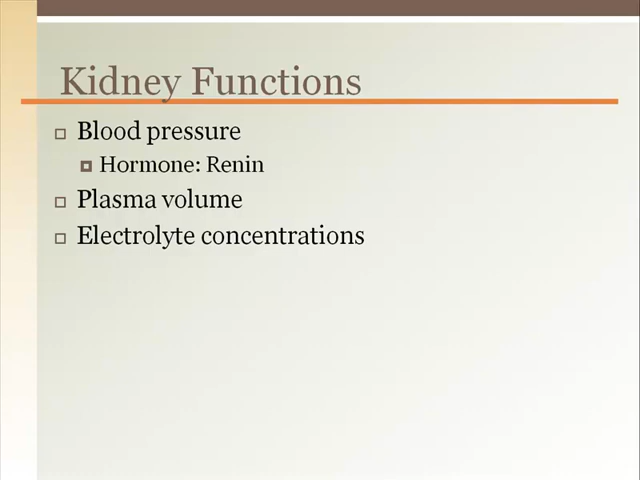 Kidney Functions
Blood pressure
Hormone: Renin
Plasma volume
Electrolyte concentrations